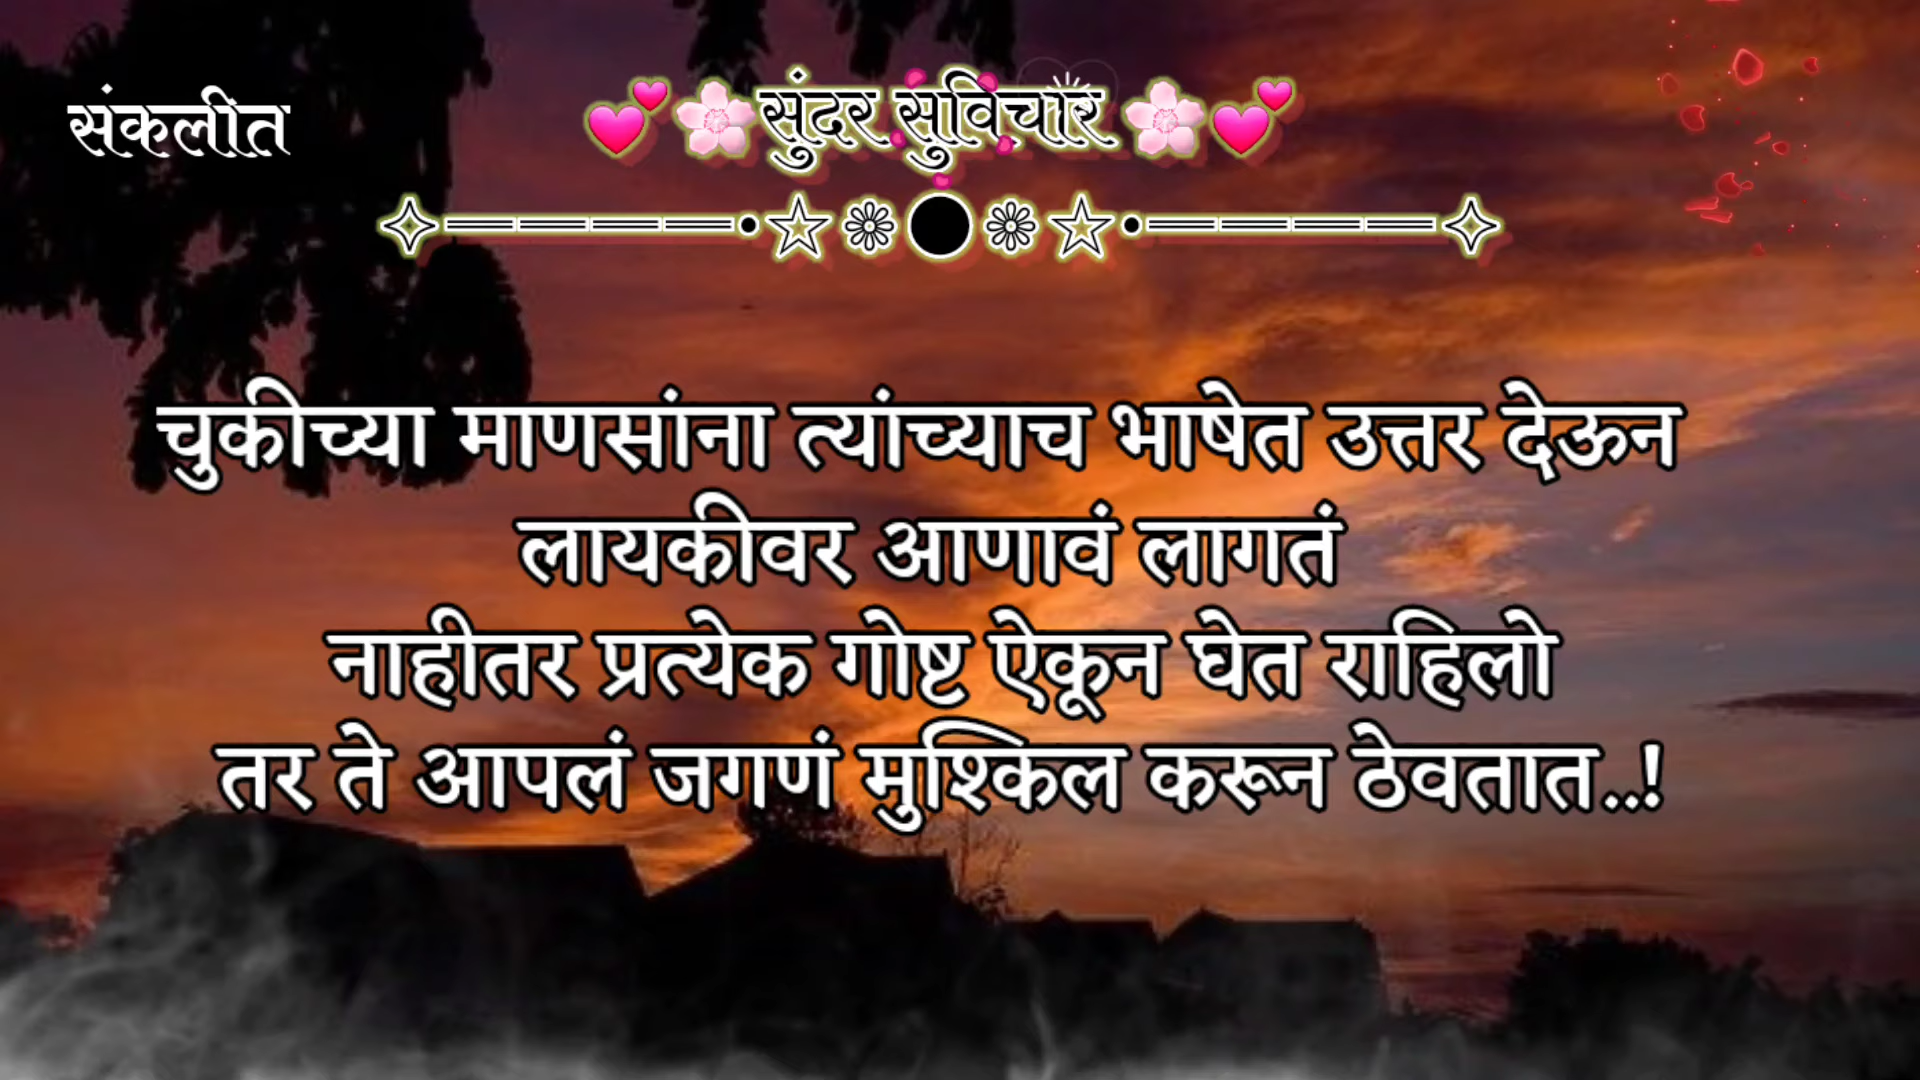 संकलीत
💕🌸सुंदर सुविचार 🌸💕
✧═════•☆❁●❁☆•═════✧
चुकीच्या माणसांना त्यांच्याच भाषेत उत्तर देऊन
लायकीवर आणावं लागतं
नाहीतर प्रत्येक गोष्ट ऐकून घेत राहिलो
तर ते आपलं जगणं मुश्किल करून ठेवतात..!